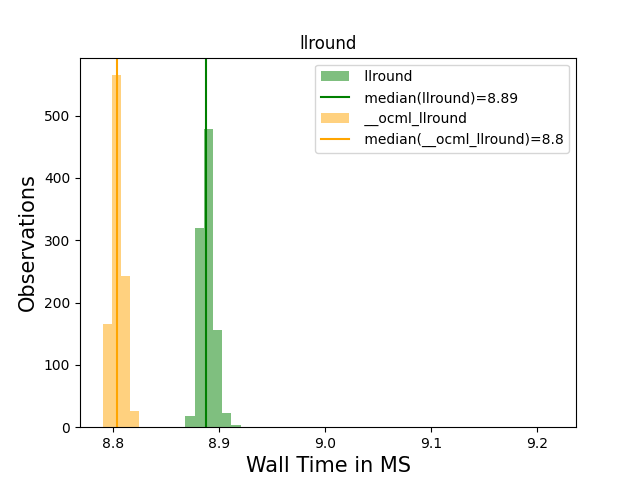 llround
llround
median(llround)=8.89
__ocml_llround
median(__ocml_llround)=8.8
Observations
500
400
300
200
100
0
8.8 8.9 9.0 9.1 9.2
Wall Time in MS